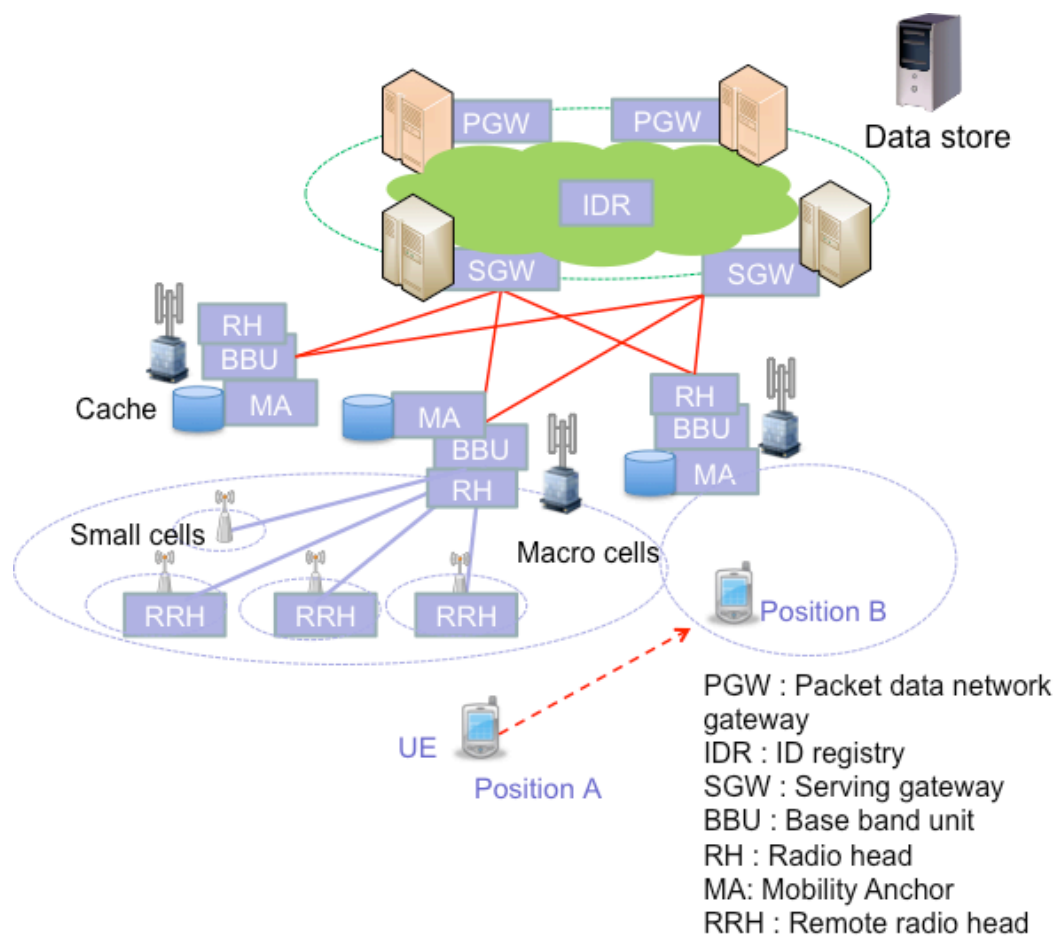 PGW
PGW
Data store
IDR
SGW
SGW
RH
BBU
MA
Cache
MA
BBU
RH
RH
BBU
MA
Small cells
Macro cells
RRH
RRH
RRH
Position B
UE
Position A
PGW : Packet data network
gateway
IDR : ID registry
SGW : Serving gateway
BBU : Base band unit
RH : Radio head
MA: Mobility Anchor
RRH : Remote radio head